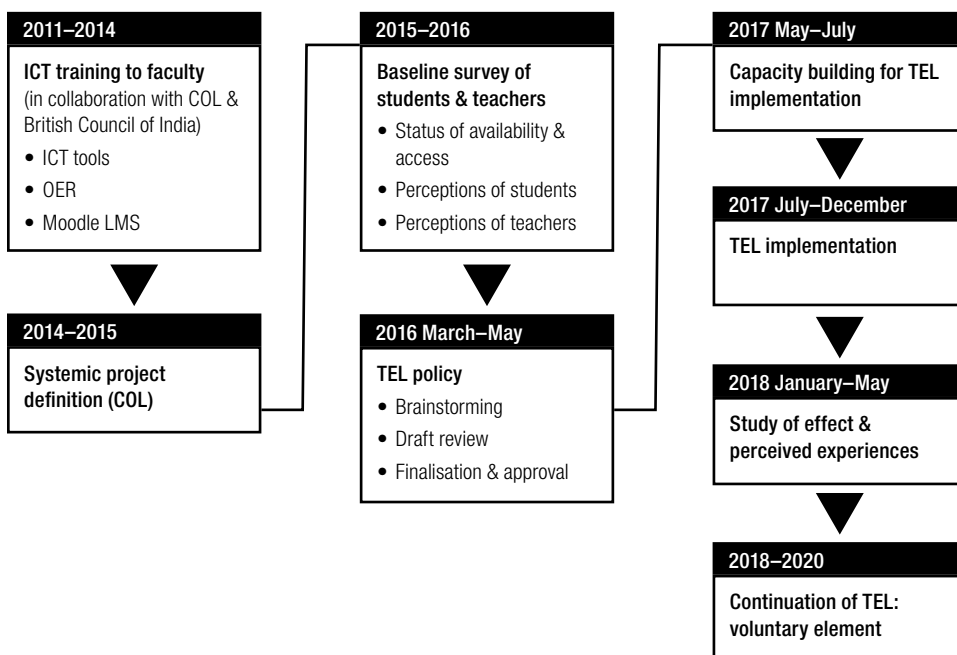 2011–2014
ICT training to faculty
(in collaboration with COL &
British Council of India)
• ICT tools
• OER
• Moodle LMS
2014–2015
Systemic project
definition (COL)
2015–2016
Baseline survey of
students & teachers
• Status of availability &
access
• Perceptions of students
• Perceptions of teachers
2016 March–May
TEL policy
• Brainstorming
• Draft review
• Finalisation & approval
2017 May–July
Capacity building for TEL
implementation
2017 July–December
TEL implementation
2018 January–May
Study of effect &
perceived experiences
2018–2020
Continuation of TEL:
voluntary element